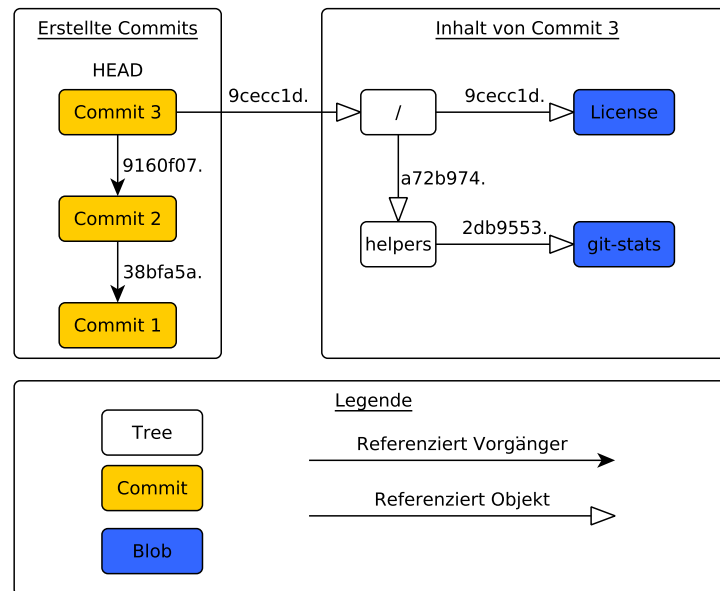 Erstellte Commits
HEAD
Commit 3
9160f07.
Commit 2
38bfa5a.
Commit 1
9cecc1d.
Inhalt von Commit 3
/
9cecc1d.
License
a72b974.
helpers
2db9553.
git-stats
Legende
Tree
Commit
Blob
Referenziert Vorgänger
Referenziert Objekt